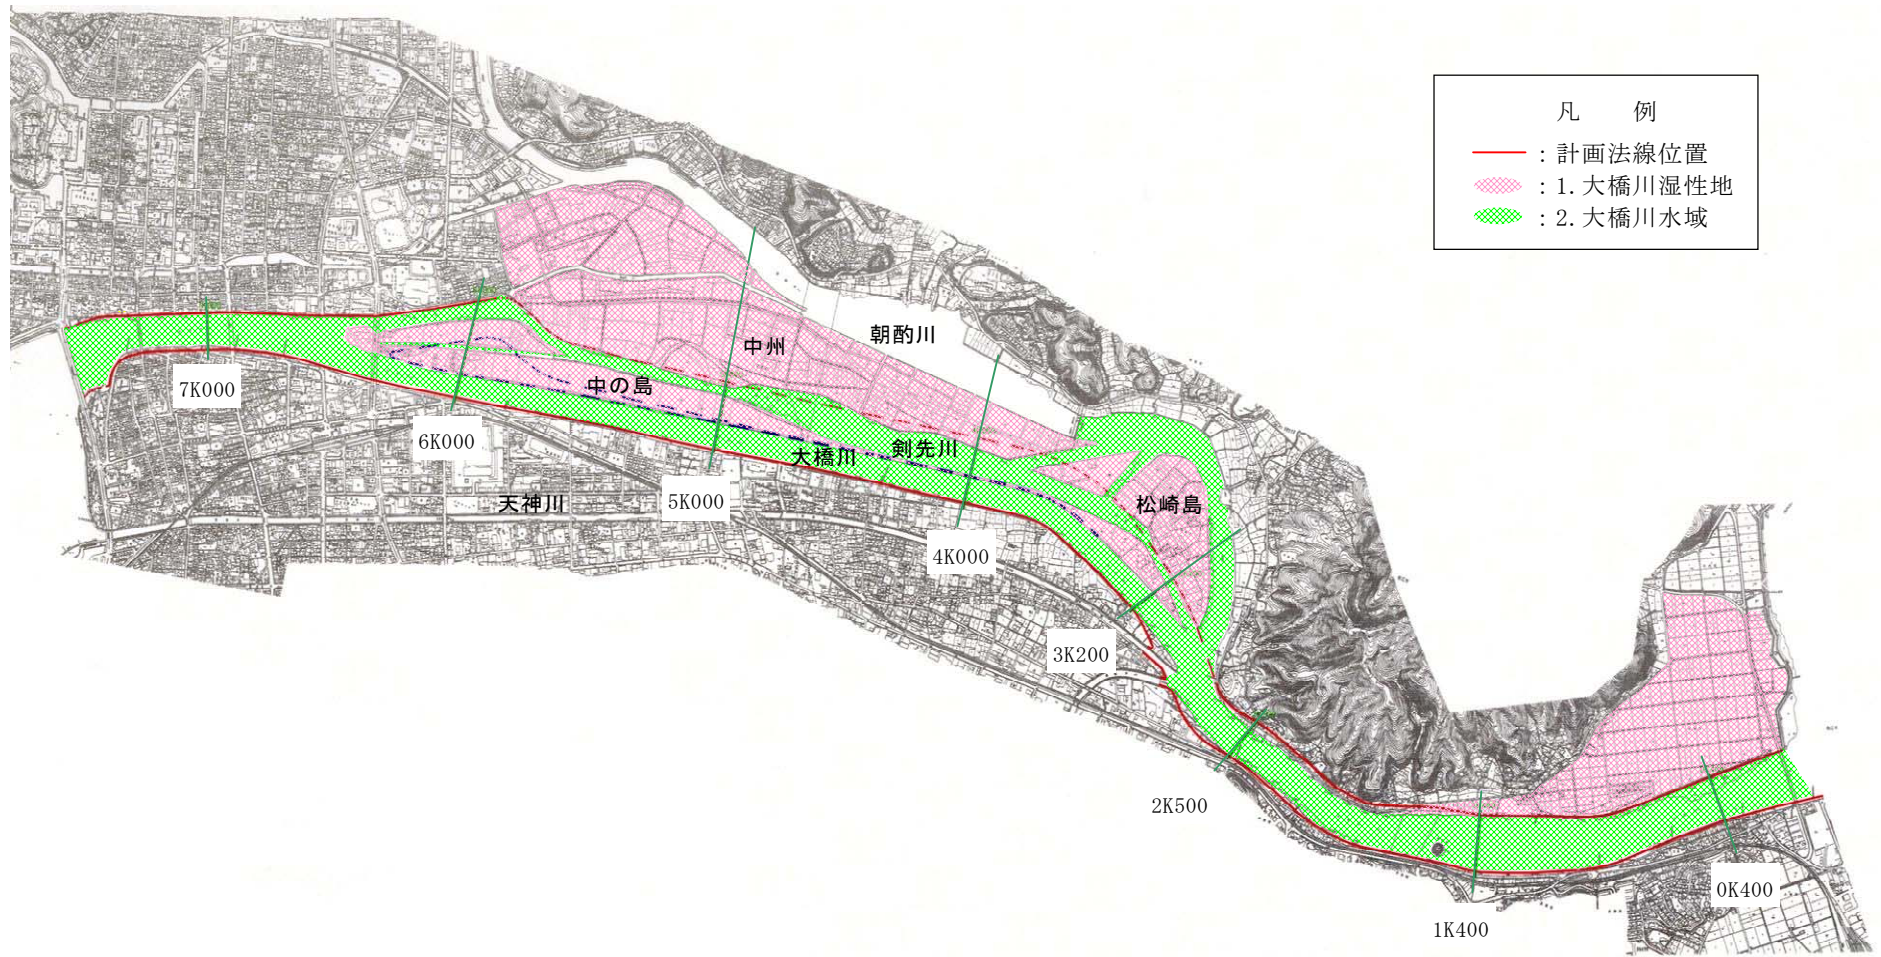 凡 例
：計画法線位置
：1.大橋川湿性地
：2.大橋川水域
朝酌川
中州
中の島
7K000
6K000
剣先川
大橋川
天神川
5K000
松崎島
4K000
3K200
2K500
0K400
1K400